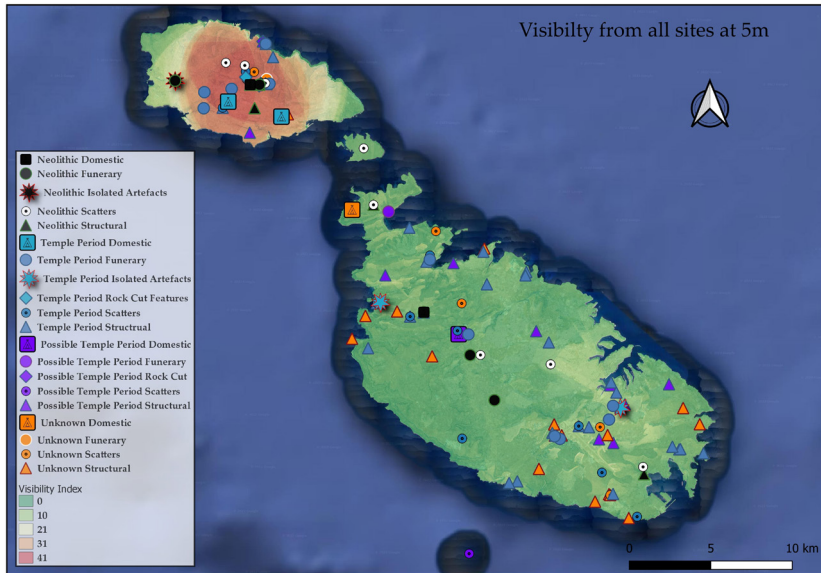 Visibilty from all sites at 5m
Neolithic Domestic
Neolithic Funerary
Neolithic Isolated Artefacts
Neolithic Scatters
Neolithic Structural
Temple Period Domestic
Temple Period Funerary
Temple Period Isolated Artefacts
Temple Period Rock Cut Features
Temple Period Scatters
Temple Period Structrual
Possible Temple Period Domestic
Possible Temple Period Funerary
Possible Temple Period Rock Cut
Possible Temple Period Scatters
Possible Temple Period Structural
Unknown Domestic
Unknown Funerary
Unknown Scatters
Unknown Structural
Visibility Index
0
10
21
31
41
0 5 10 km